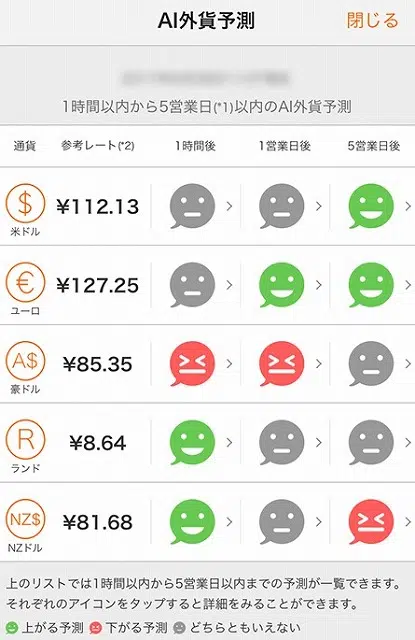 AI外貨予測 閉じる
1時間以内から5営業日(*1)以内のAI外貨予測
通貨 参考レート(*2) 1時間後 1営業日後 5営業日後
$ ¥112.13
米ドル
€ ¥127.25
ユーロ
A$ ¥85.35
豪ドル
R ¥8.64
ランド
NZ$ ¥81.68
NZドル
上のリストでは1時間以内から5営業日以内までの予測が一覧できます。
それぞれのアイコンをタップすると詳細をみることができます。
上がる予測 下がる予測 どちらともいえない